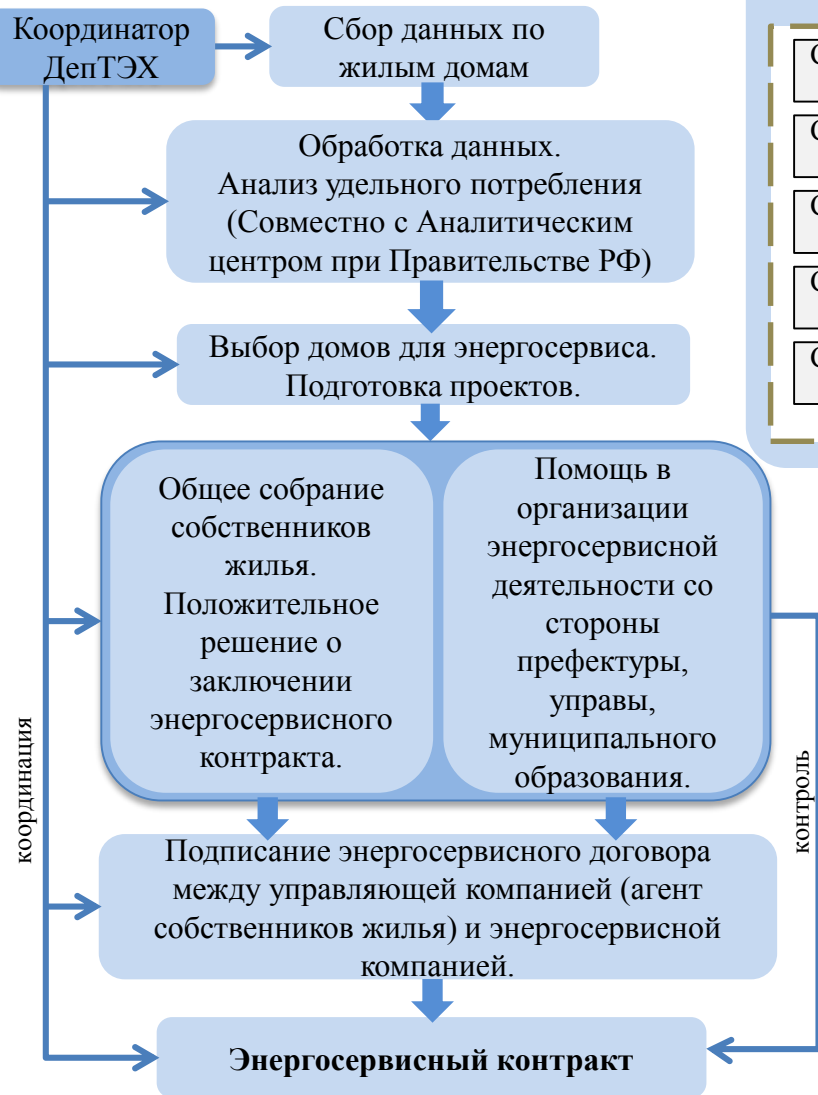 Координатор
ДепТЭХ
Сбор данных по
жилым домам
Обработка данных.
Анализ удельного потребления
(Совместно с Аналитическим
центром при Правительстве РФ)
Выбор домов для энергосервиса.
Подготовка проектов.
Общее собрание
собственников
жилья.
Положительное
решение о
заключении
энергосервисного
контракта.
Помощь в
организации
энергосервисной
деятельности со
стороны
префектуры,
управы,
муниципального
образования.
координация
контроль
Подписание энергосервисного договора
между управляющей компанией (агент
собственников жилья) и энергосервисной
компанией.
Энергосервисный контракт